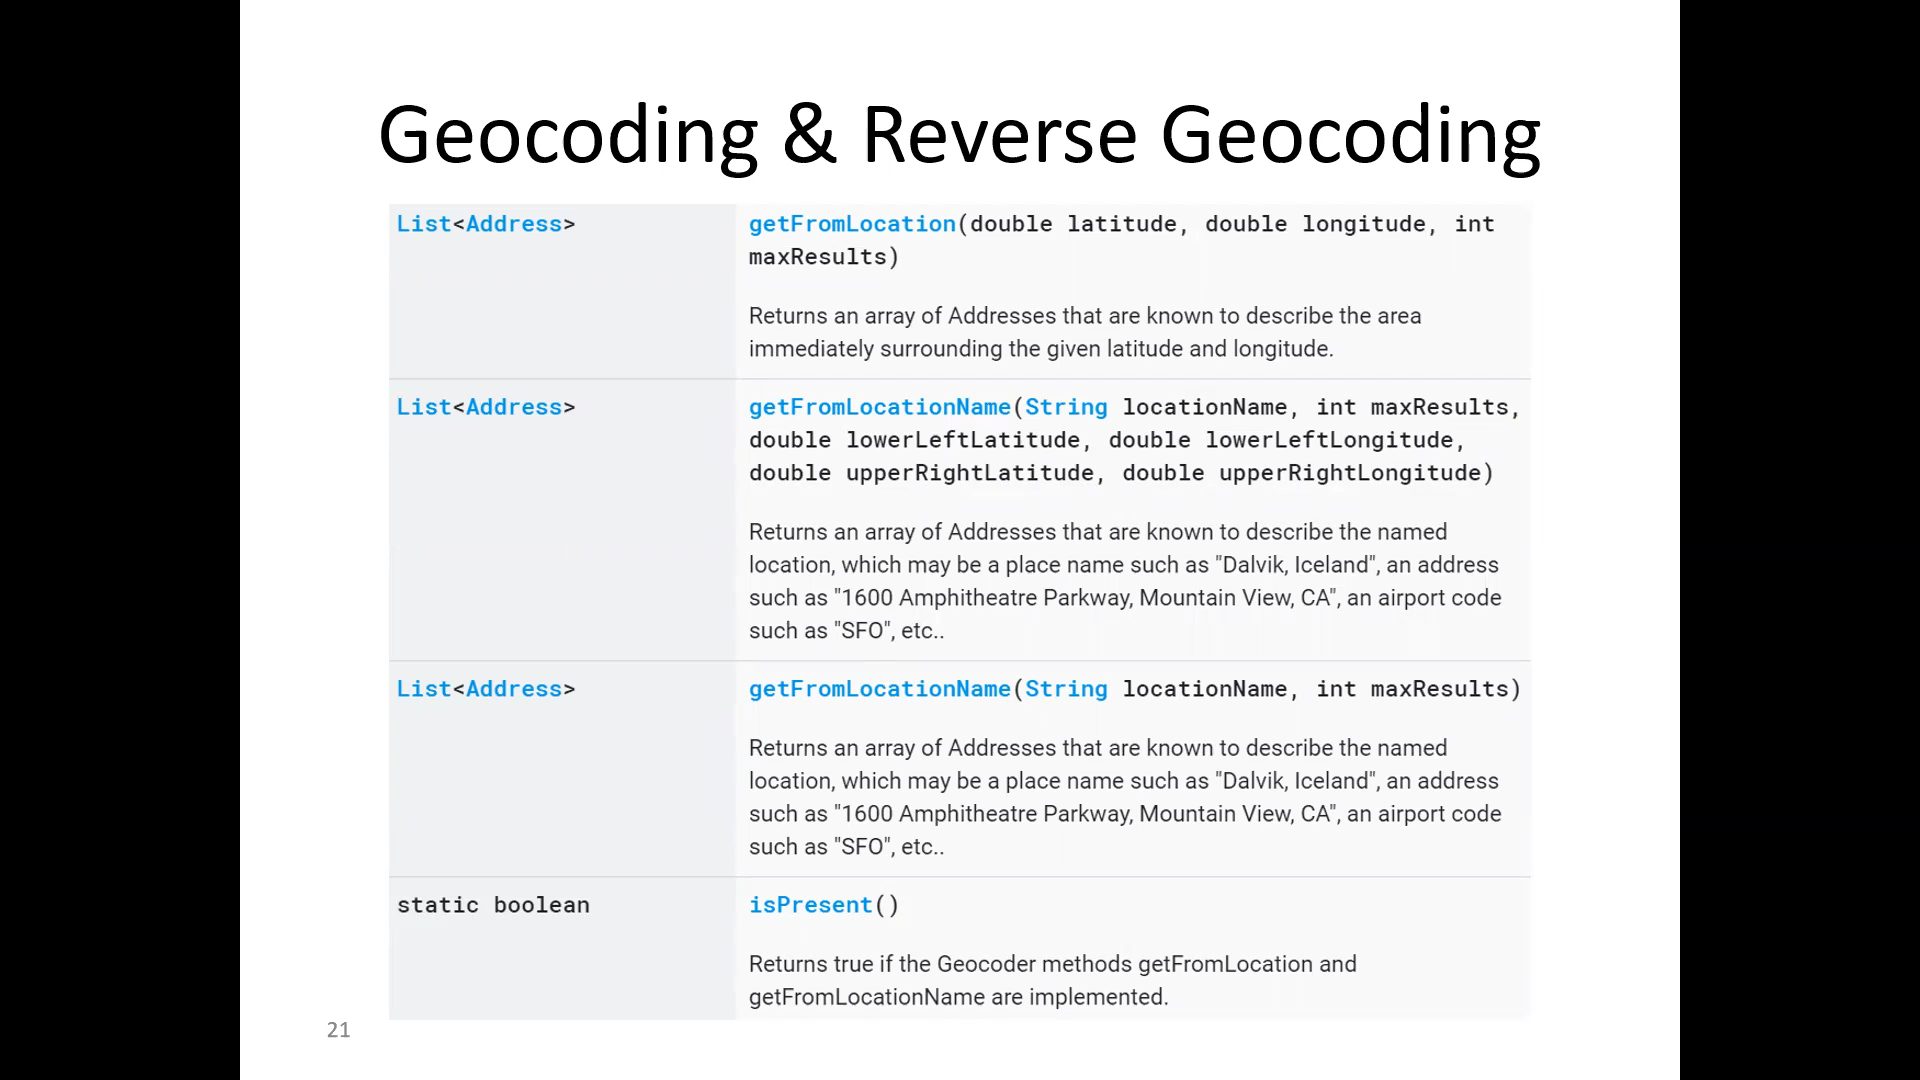 Geocoding & Reverse Geocoding
List<Address>
getFromLocation(double latitude, double longitude, int
maxResults)
Returns an array of Addresses that are known to describe the area
immediately surrounding the given latitude and longitude.
List<Address>
getFromLocationName(String locationName, int maxResults,
double lowerLeftLatitude, double lowerLeftLongitude,
double upperRightLatitude, double upperRightLongitude)
Returns an array of Addresses that are known to describe the named
location, which may be a place name such as "Dalvik, Iceland", an address
such as "1600 Amphitheatre Parkway, Mountain View, CA", an airport code
such as "SFO", etc..
List<Address>
getFromLocationName(String locationName, int maxResults)
Returns an array of Addresses that are known to describe the named
location, which may be a place name such as "Dalvik, Iceland", an address
such as "1600 Amphitheatre Parkway, Mountain View, CA", an airport code
such as "SFO", etc..
static boolean
isPresent()
Returns true if the Geocoder methods getFromLocation and
getFromLocationName are implemented.
21